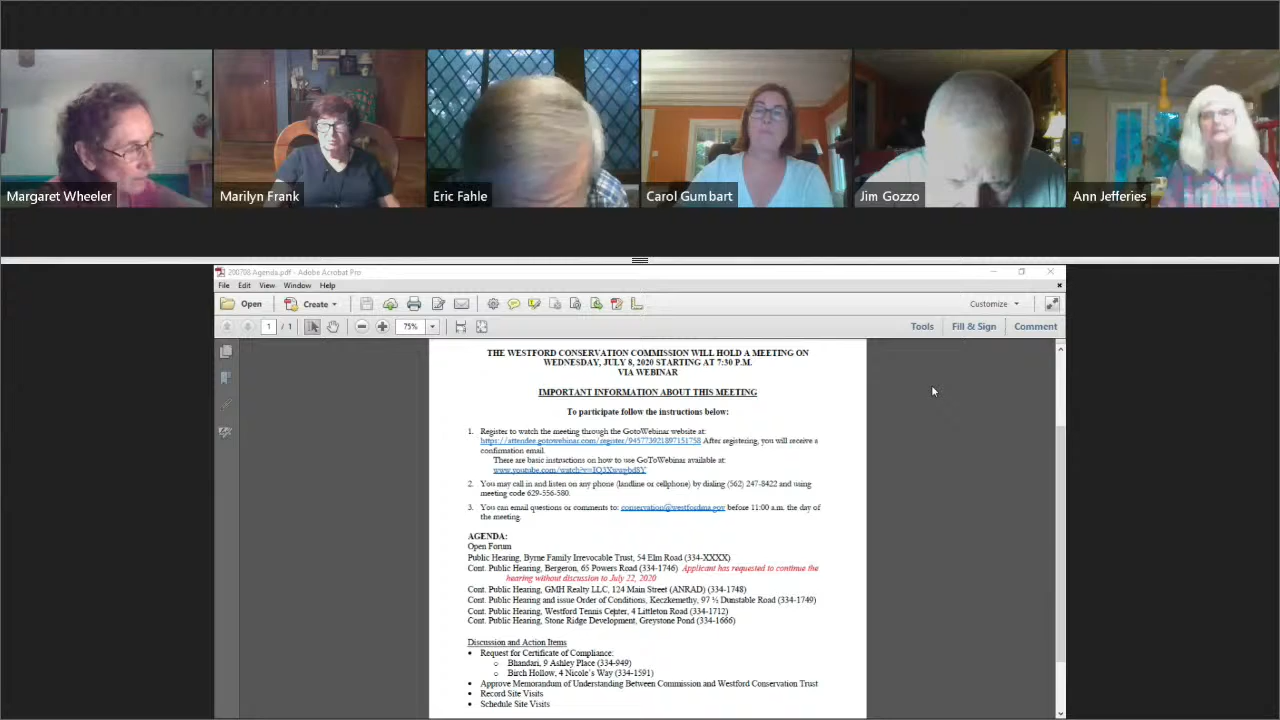 Margaret Wheeler
Marilyn Frank
Eric Fahle
Carol Gumbart
Jim Gozzo
Ann Jefferies
200708 Agenda.pdf - Adobe Acrobat Pro
File Edit View Window Help
Open Create Customize
1 / 1 75% Tools Fill & Sign Comment
THE WESTFORD CONSERVATION COMMISSION WILL HOLD A MEETING ON
WEDNESDAY, JULY 8, 2020 STARTING AT 7:30 P.M.
VIA WEBINAR
IMPORTANT INFORMATION ABOUT THIS MEETING
To participate follow the instructions below:
1. Register to watch the meeting through the GotoWebinar website at:
https://attendee.gotowebinar.com/register/945773921897151758 After registering, you will receive a
confirmation email.
There are basic instructions on how to use GoToWebinar available at:
2. You may call in and listen on any phone (landline or cellphone) by dialing (562) 247-8422 and using
meeting code 629-556-580.
3. You can email questions or comments to: conservation@westfordma.gov before 11:00 a.m. the day of
the meeting.
AGENDA:
Open Forum
Public Hearing, Byrne Family Irrevocable Trust, 54 Elm Road (334-XXXX)
Cont. Public Hearing, Bergeron, 65 Powers Road (334-1746) Applicant has requested to continue the
hearing without discussion to July 22, 2020
Cont. Public Hearing, GMH Realty LLC, 124 Main Street (ANRAD) (334-1748)
Cont. Public Hearing and issue Order of Conditions, Keczkemethy, 97 ½ Dunstable Road (334-1749)
Cont. Public Hearing, Westford Tennis Center, 4 Littleton Road (334-1712)
Cont. Public Hearing, Stone Ridge Development, Greystone Pond (334-1666)
Discussion and Action Items
• Request for Certificate of Compliance:
o Bhandari, 9 Ashley Place (334-949)
o Birch Hollow, 4 Nicole's Way (334-1591)
• Approve Memorandum of Understanding Between Commission and Westford Conservation Trust
• Record Site Visits
• Schedule Site Visits